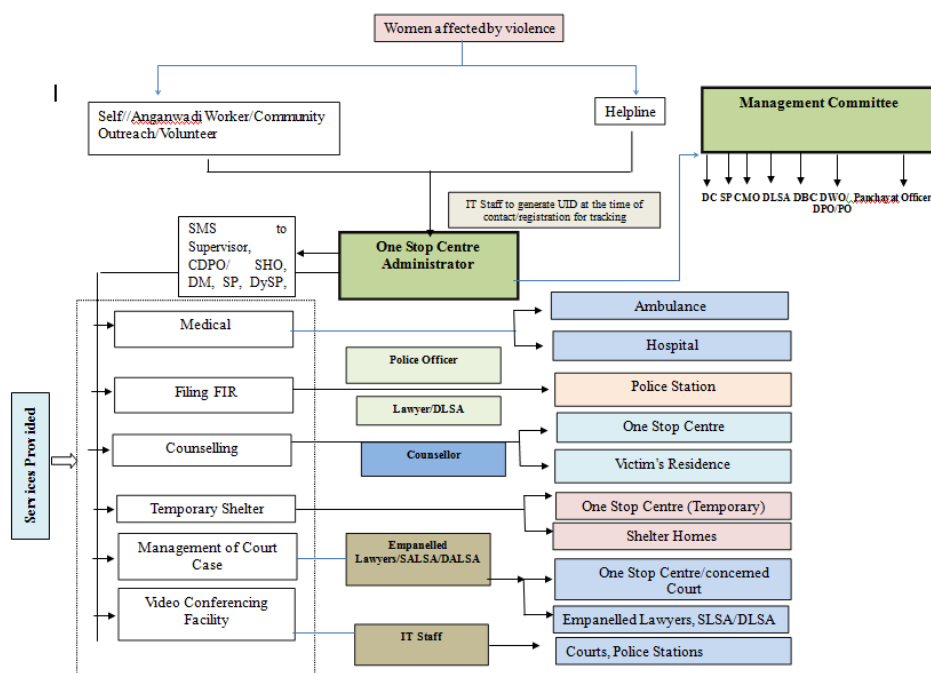 Women affected by violence
Self//Anganwadi Worker/Community
Outreach/Volunteer
Helpline
Management Committee
DC SP CMO DLSA DBC DWO/ Panchayat Officer
DPO/PO
IT Staff to generate UID at the time of
contact/registration for tracking
SMS to
Supervisor,
CDPO/ SHO,
DM, SP, DySP,
One Stop Centre
Administrator
Services Provided
Medical
Ambulance
Hospital
Police Officer
Filing FIR
Police Station
Lawyer/DLSA
Counselling
Counsellor
One Stop Centre
Victim's Residence
Temporary Shelter
One Stop Centre (Temporary)
Shelter Homes
Management of Court
Case
Empanelled
Lawyers/SALSA/DALSA
One Stop Centre/concerned
Court
Empanelled Lawyers, SLSA/DLSA
Video Conferencing
Facility
IT Staff
Courts, Police Stations